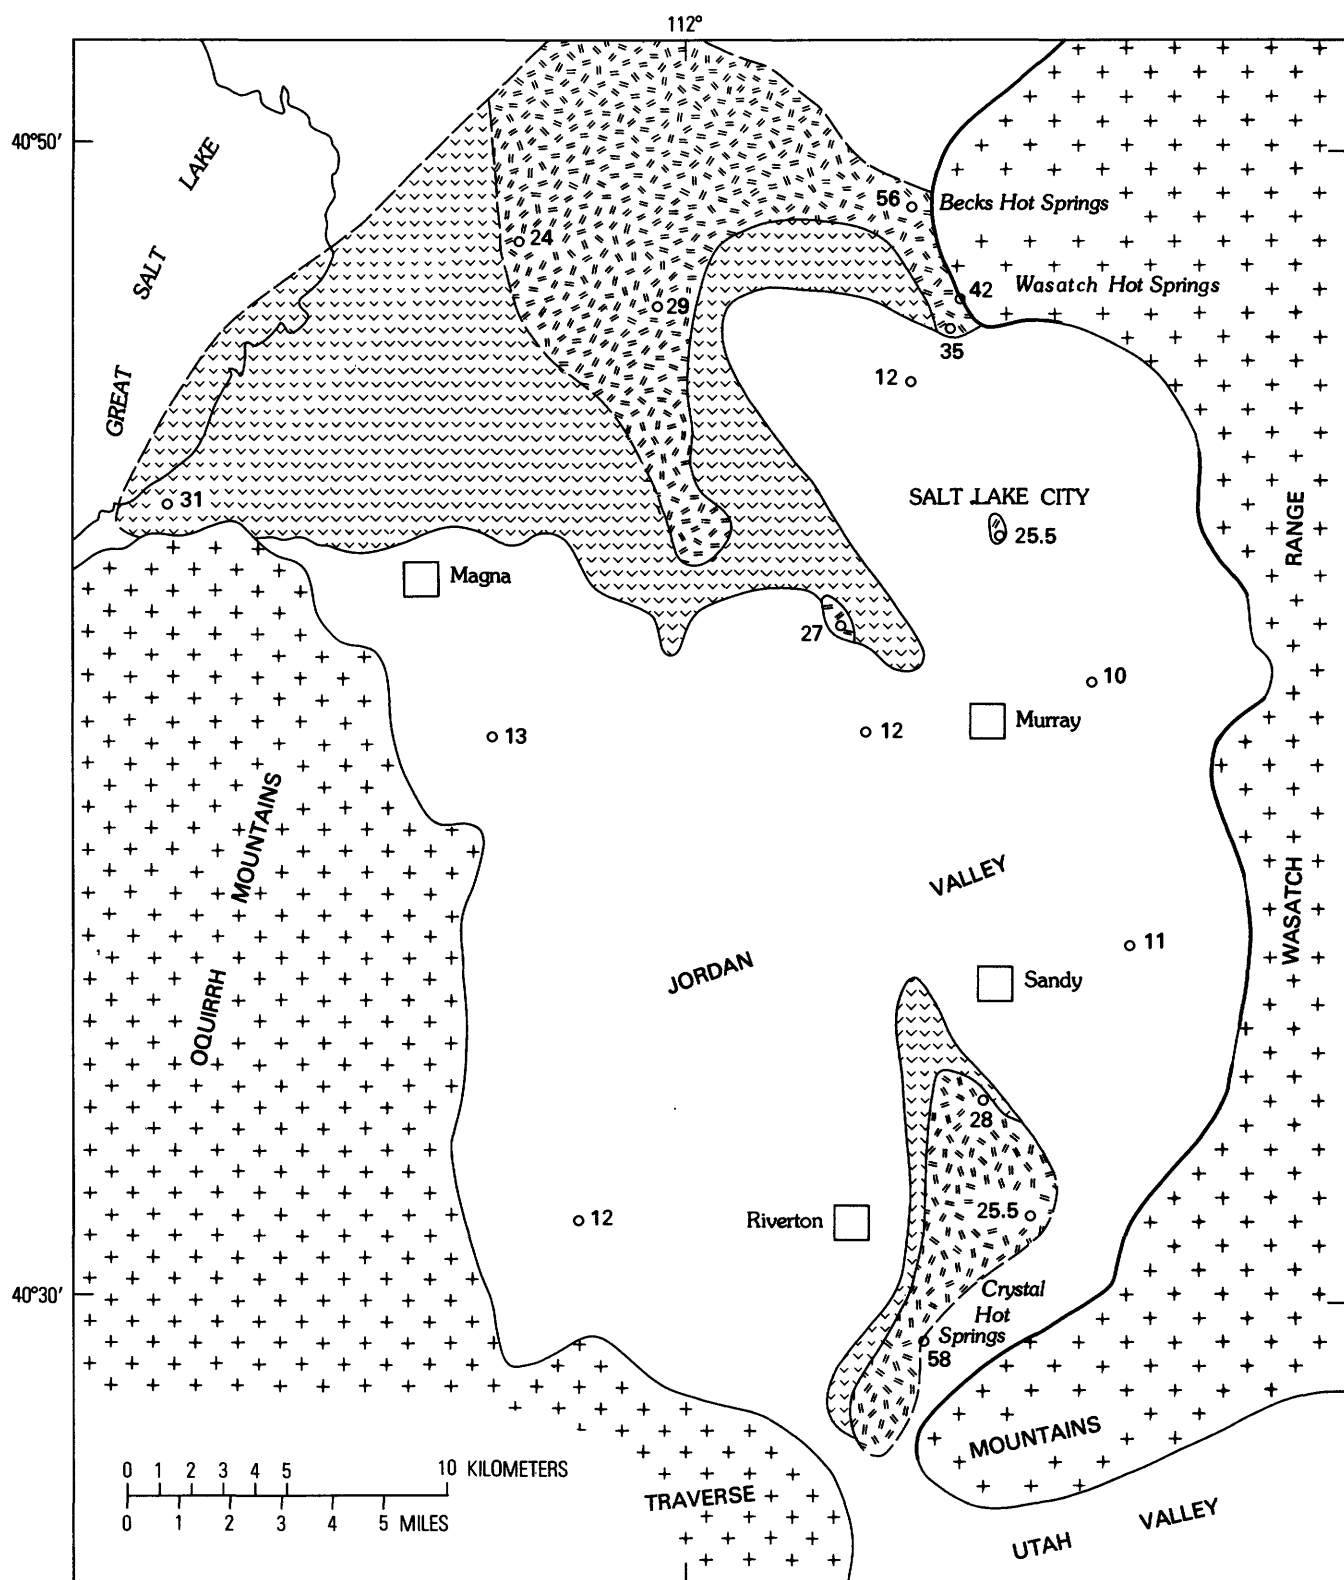 112°
40°50'
GREAT SALT LAKE
56
Becks Hot Springs
24
42
Wasatch Hot Springs
29
35
12
31
SALT LAKE CITY
25.5
RANGE
Magna
27
10
13
12
Murray
OQUIRRH MOUNTAINS
JORDAN VALLEY
WASATCH
11
Sandy
28
12
Riverton
25.5
40°30'
Crystal
Hot
Springs
58
MOUNTAINS
0 1 2 3 4 5 10 KILOMETERS
0 1 2 3 4 5 MILES
TRAVERSE
UTAH VALLEY